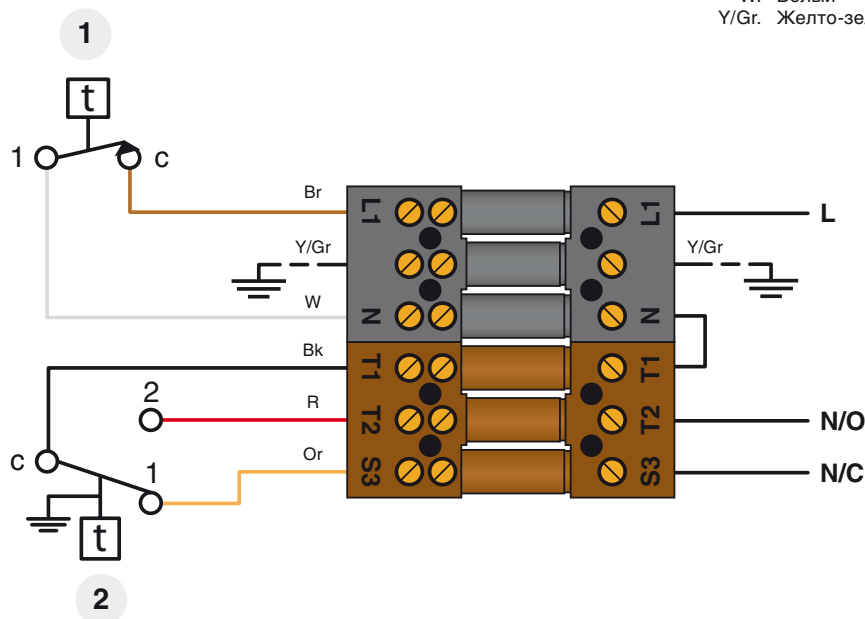 Y/Gr. Желто-зе
1
t
1 c
Br L1 L1 L
Y/Gr Y/Gr
W N N
Bk T1 T1
2
R T2 T2 N/O
c
Or S3 S3 N/C
1
t
2